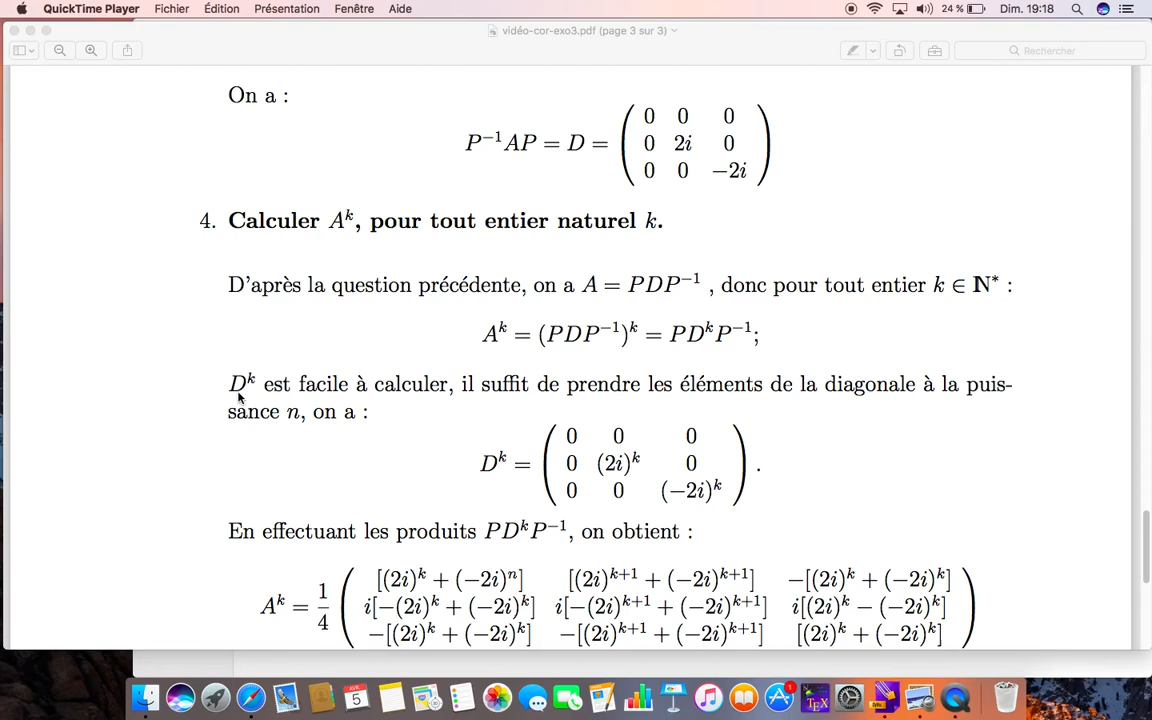 QuickTime Player Fichier Édition Présentation Fenêtre Aide 24 % Dim. 19:18
vidéo-cor-exo3.pdf (page 3 sur 3)
Rechercher
On a :
P⁻¹AP = D = ( 0 0 0
0 2i 0
0 0 −2i )
4. Calculer Aᵏ, pour tout entier naturel k.
D'après la question précédente, on a A = PDP⁻¹ , donc pour tout entier k ∈ N* :
Aᵏ = (PDP⁻¹)ᵏ = PDᵏP⁻¹;
Dᵏ est facile à calculer, il suffit de prendre les éléments de la diagonale à la puis-
sance n, on a :
Dᵏ = ( 0 0 0
0 (2i)ᵏ 0
0 0 (−2i)ᵏ ) .
En effectuant les produits PDᵏP⁻¹, on obtient :
Aᵏ = 1/4 ( [(2i)ᵏ + (−2i)ⁿ] [(2i)ᵏ⁺¹ + (−2i)ᵏ⁺¹] −[(2i)ᵏ + (−2i)ᵏ]
i[−(2i)ᵏ + (−2i)ᵏ] i[−(2i)ᵏ⁺¹ + (−2i)ᵏ⁺¹] i[(2i)ᵏ − (−2i)ᵏ]
−[(2i)ᵏ + (−2i)ᵏ] −[(2i)ᵏ⁺¹ + (−2i)ᵏ⁺¹] [(2i)ᵏ + (−2i)ᵏ] )
AVR.
5
1
TEX